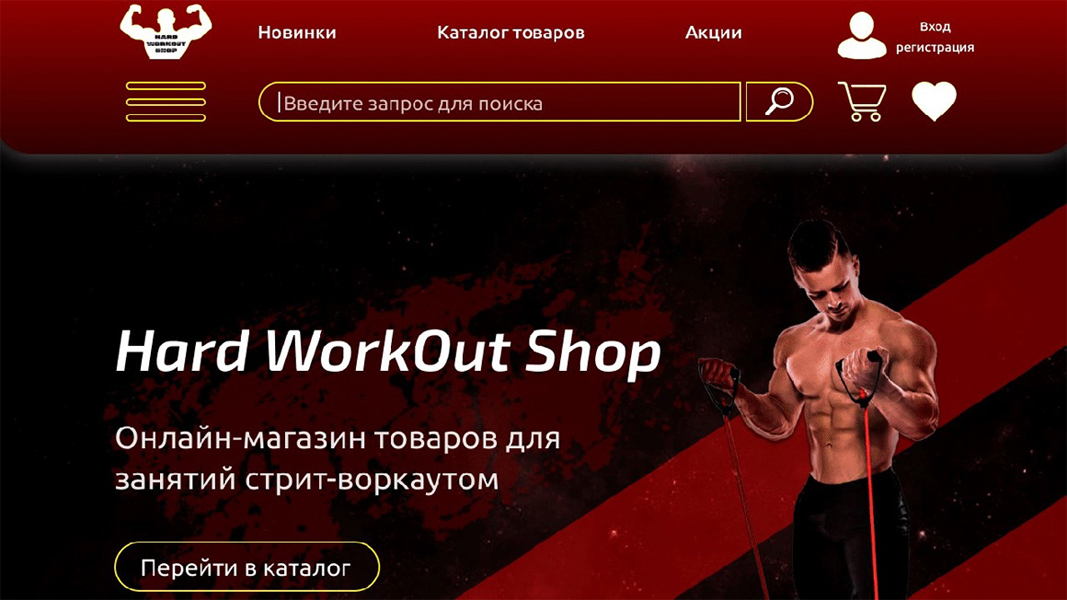 HARD
WORKOUT
SHOP
Новинки
Каталог товаров
Акции
Вход
регистрация
Введите запрос для поиска
Hard WorkOut Shop
Онлайн-магазин товаров для
занятий стрит-воркаутом
Перейти в каталог